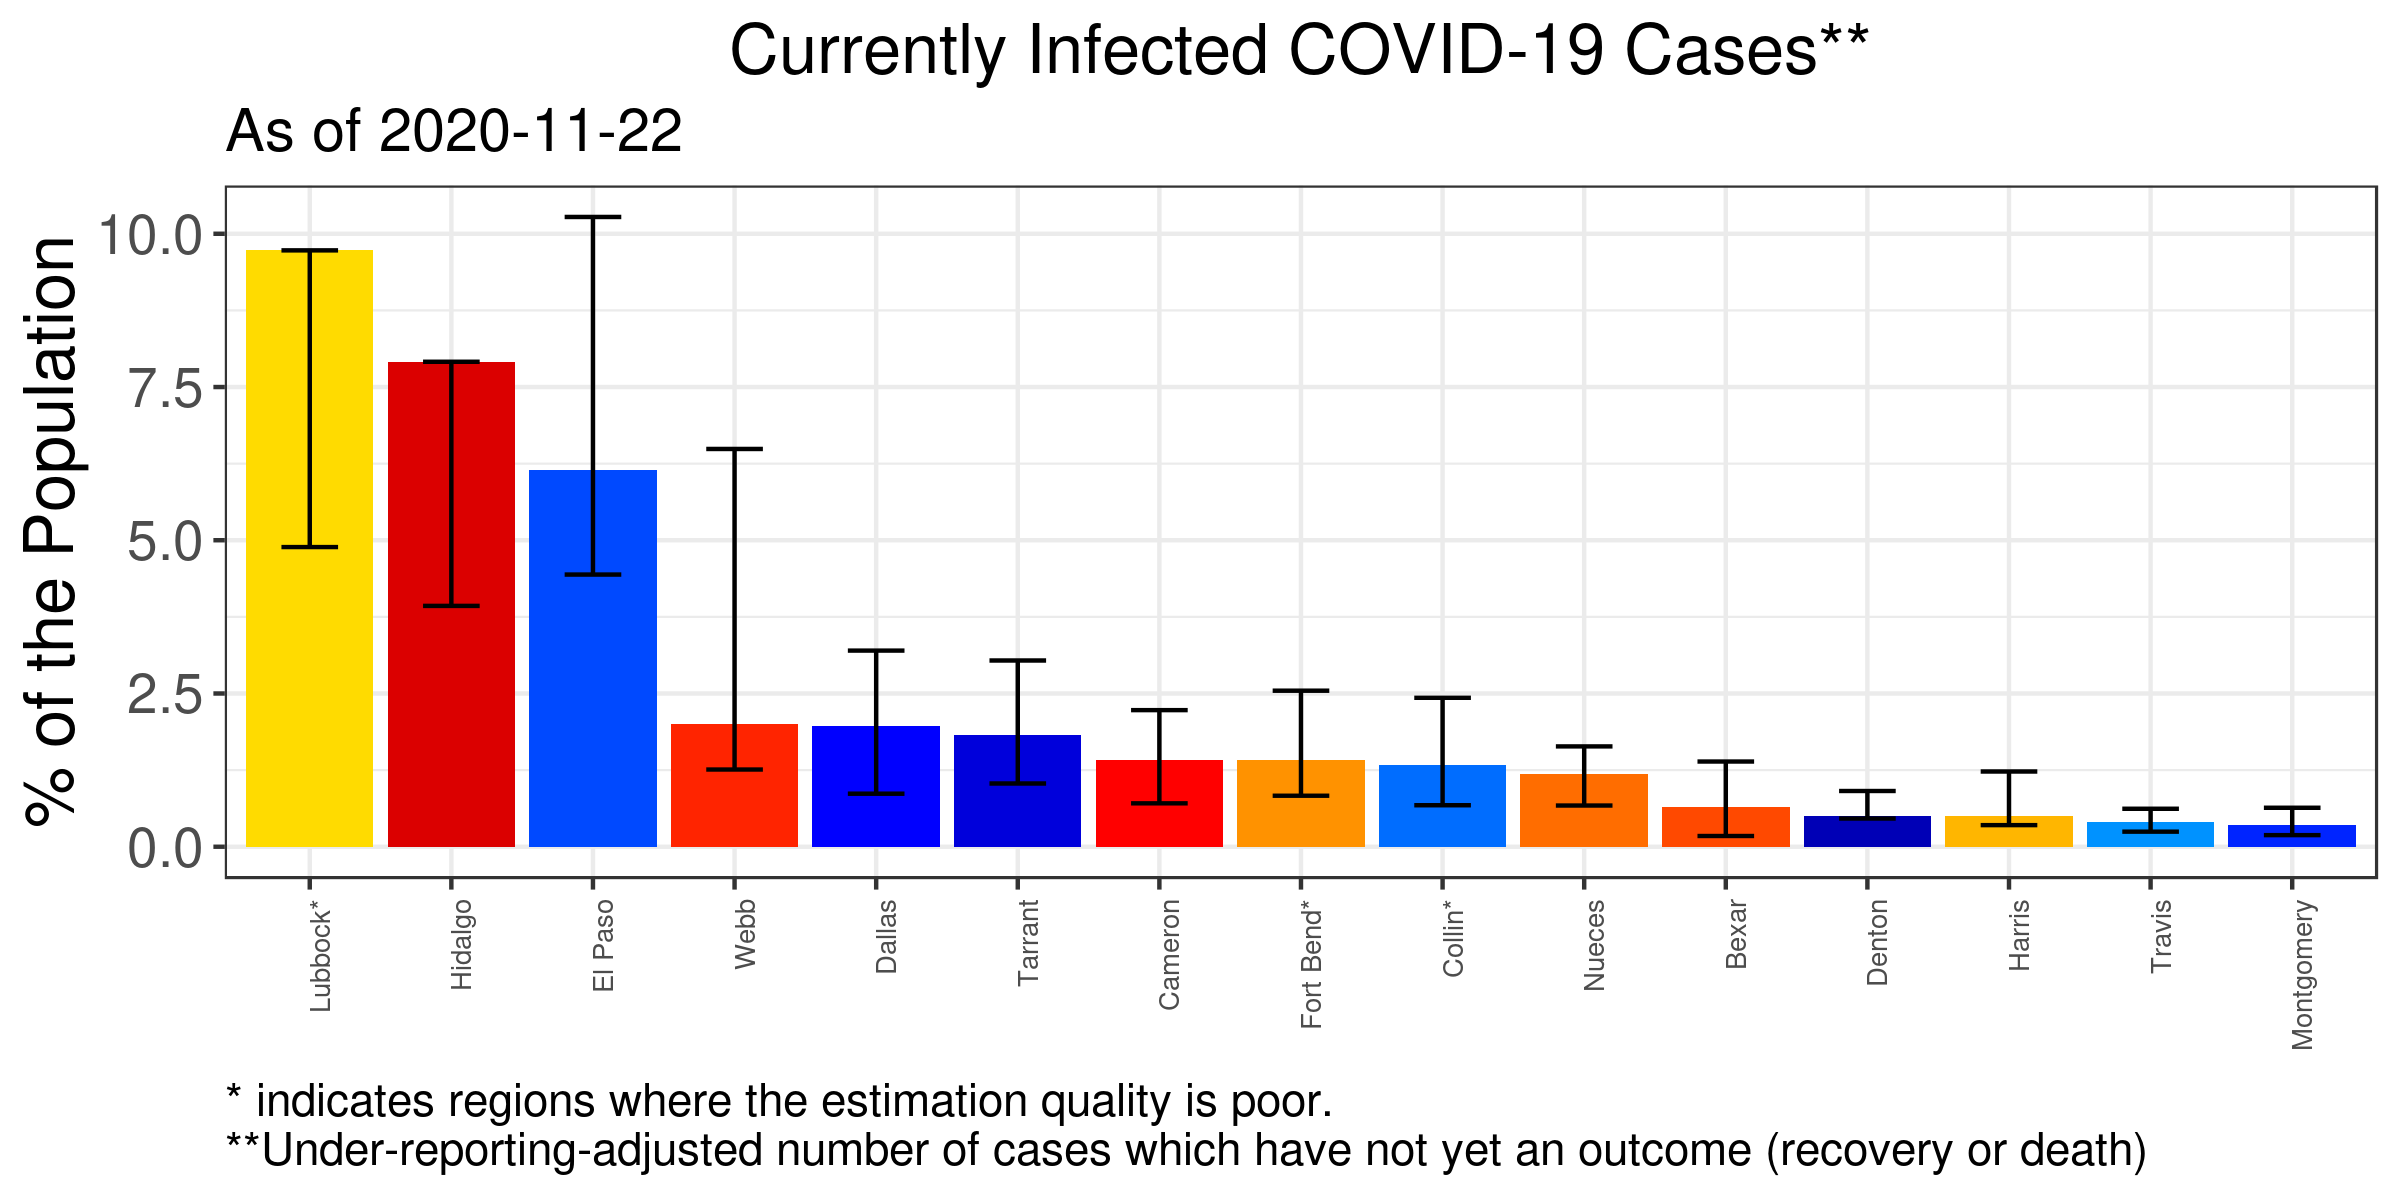 Currently Infected COVID-19 Cases**
As of 2020-11-22
% of the Population
10.0
7.5
5.0
2.5
0.0
Lubbock*
Hidalgo
El Paso
Webb
Dallas
Tarrant
Cameron
Fort Bend*
Collin*
Nueces
Bexar
Denton
Harris
Travis
Montgomery
* indicates regions where the estimation quality is poor.
**Under-reporting-adjusted number of cases which have not yet an outcome (recovery or death)